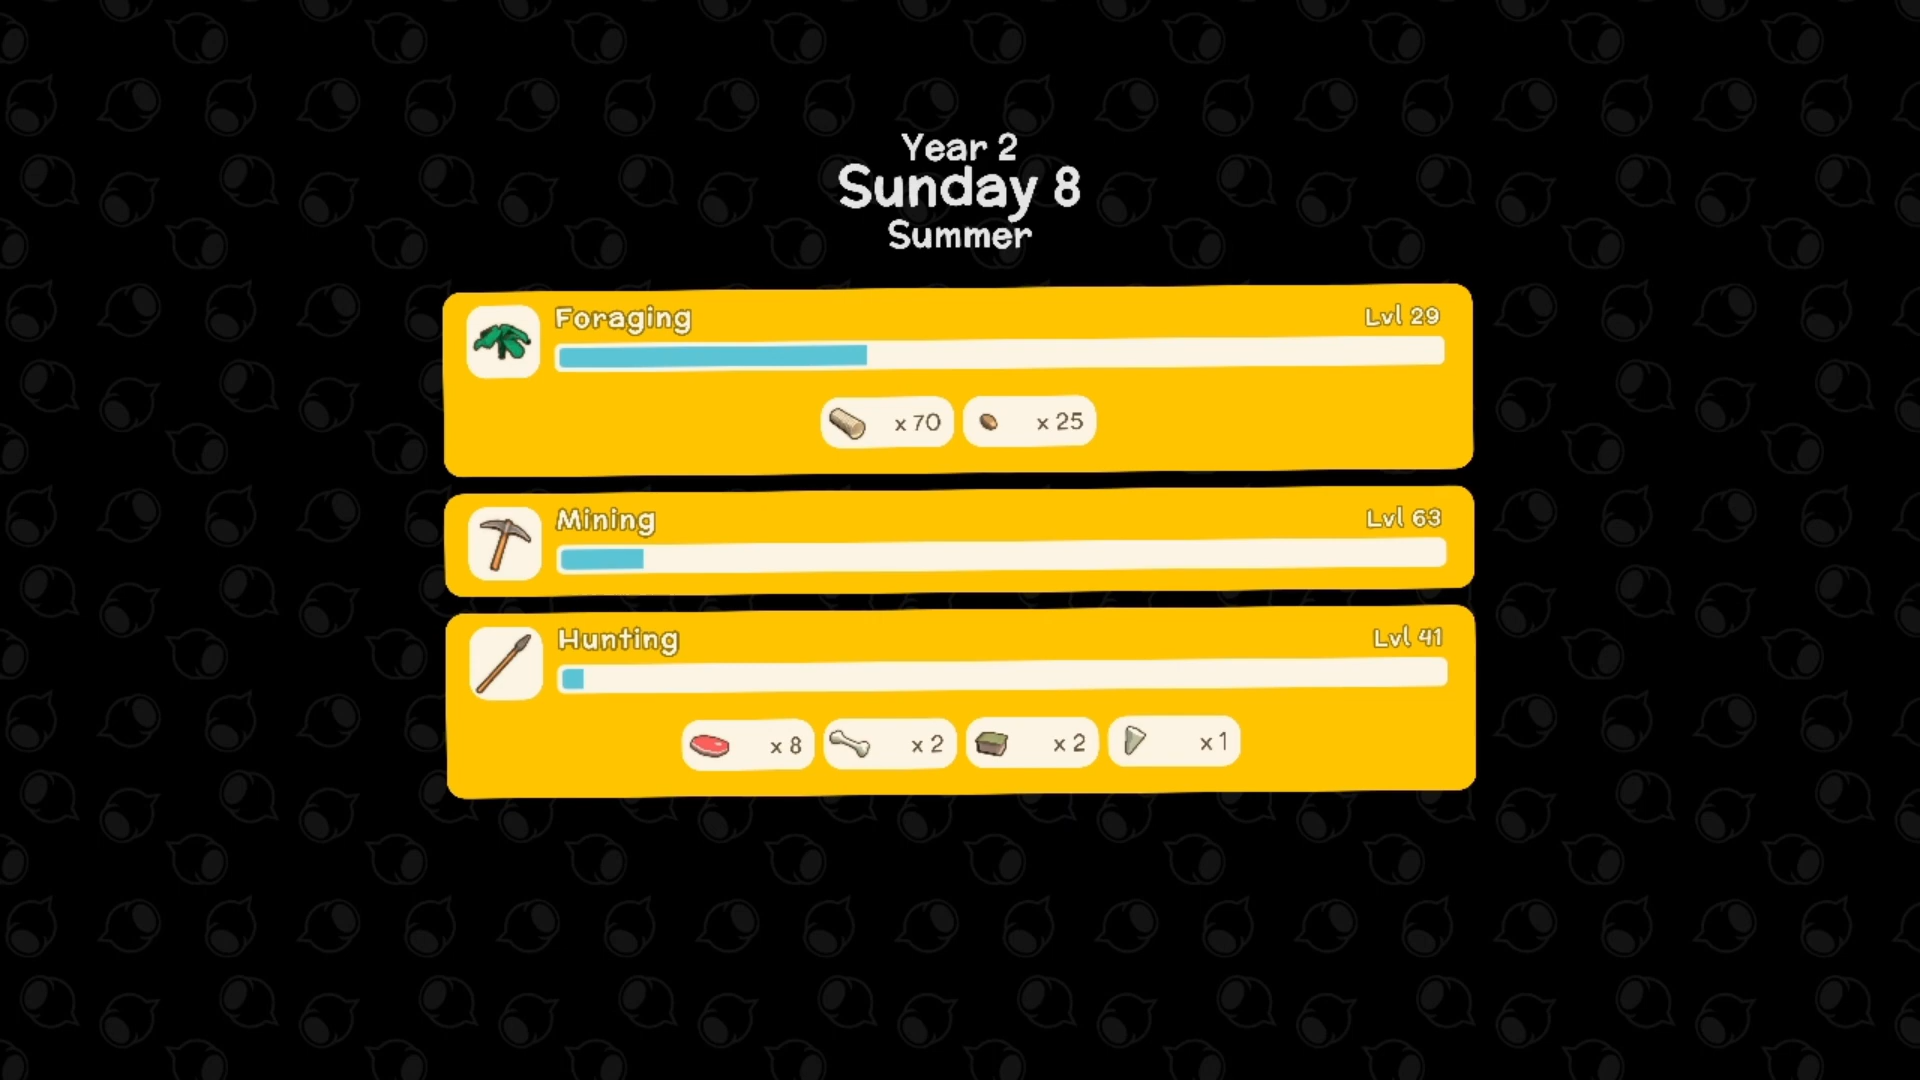 Year 2
Sunday 8
Summer
Foraging Lvl 29
x 70 x 25
Mining Lvl 63
Hunting Lvl 41
x 8 x 2 x 2 x 1